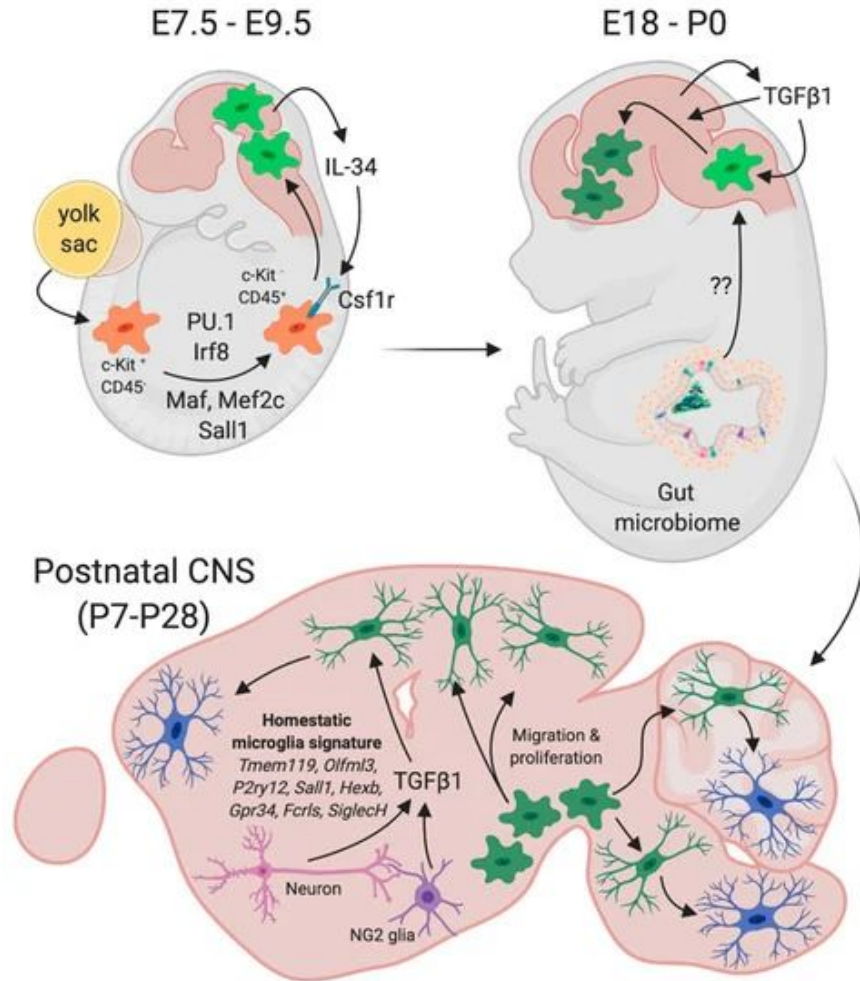 E7.5 - E9.5
E18 - P0
TGFβ1
IL-34
yolk
sac
c-Kit -
CD45+
Csf1r
??
PU.1
Irf8
c-Kit +
CD45-
Maf, Mef2c
Sall1
Gut
microbiome
Postnatal CNS
(P7-P28)
Homestatic
microglia signature
Tmem119, Olfml3,
P2ry12, Sall1, Hexb,
Gpr34, Fcrls, SiglecH
TGFβ1
Migration &
proliferation
Neuron
NG2 glia